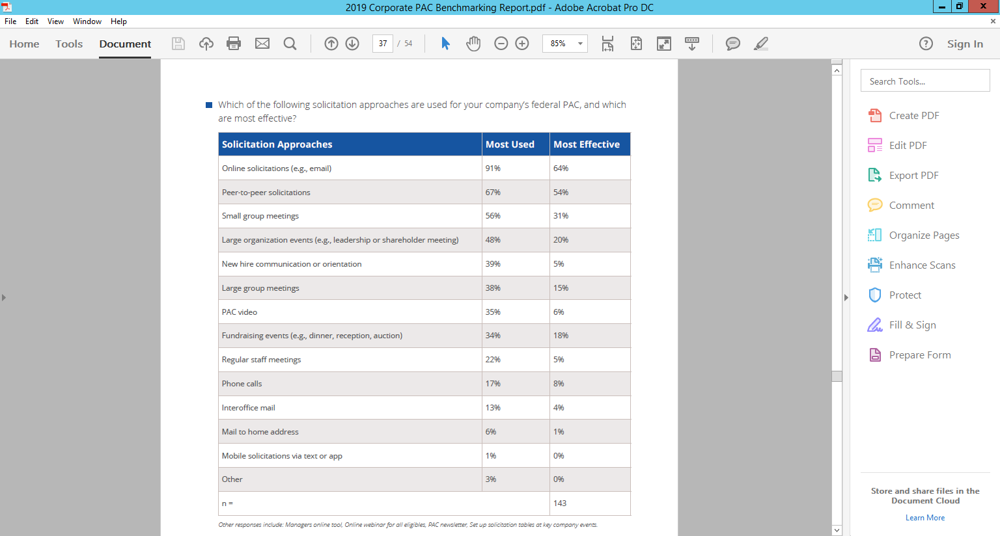 2019 Corporate PAC Benchmarking Report.pdf - Adobe Acrobat Pro DC
File Edit View Window Help
Home Tools Document 37 / 54 85% Sign In
Search Tools...
Create PDF
Edit PDF
Export PDF
Comment
Organize Pages
Enhance Scans
Protect
Fill & Sign
Prepare Form
Store and share files in the
Document Cloud
Learn More
Which of the following solicitation approaches are used for your company's federal PAC, and which
are most effective?
Solicitation Approaches Most Used Most Effective
Online solicitations (e.g., email) 91% 64%
Peer-to-peer solicitations 67% 54%
Small group meetings 56% 31%
Large organization events (e.g., leadership or shareholder meeting) 48% 20%
New hire communication or orientation 39% 5%
Large group meetings 38% 15%
PAC video 35% 6%
Fundraising events (e.g., dinner, reception, auction) 34% 18%
Regular staff meetings 22% 5%
Phone calls 17% 8%
Interoffice mail 13% 4%
Mail to home address 6% 1%
Mobile solicitations via text or app 1% 0%
Other 3% 0%
n = 143
Other responses include: Managers online tool, Online webinar for all eligibles, PAC newsletter, Set up solicitation tables at key company events.